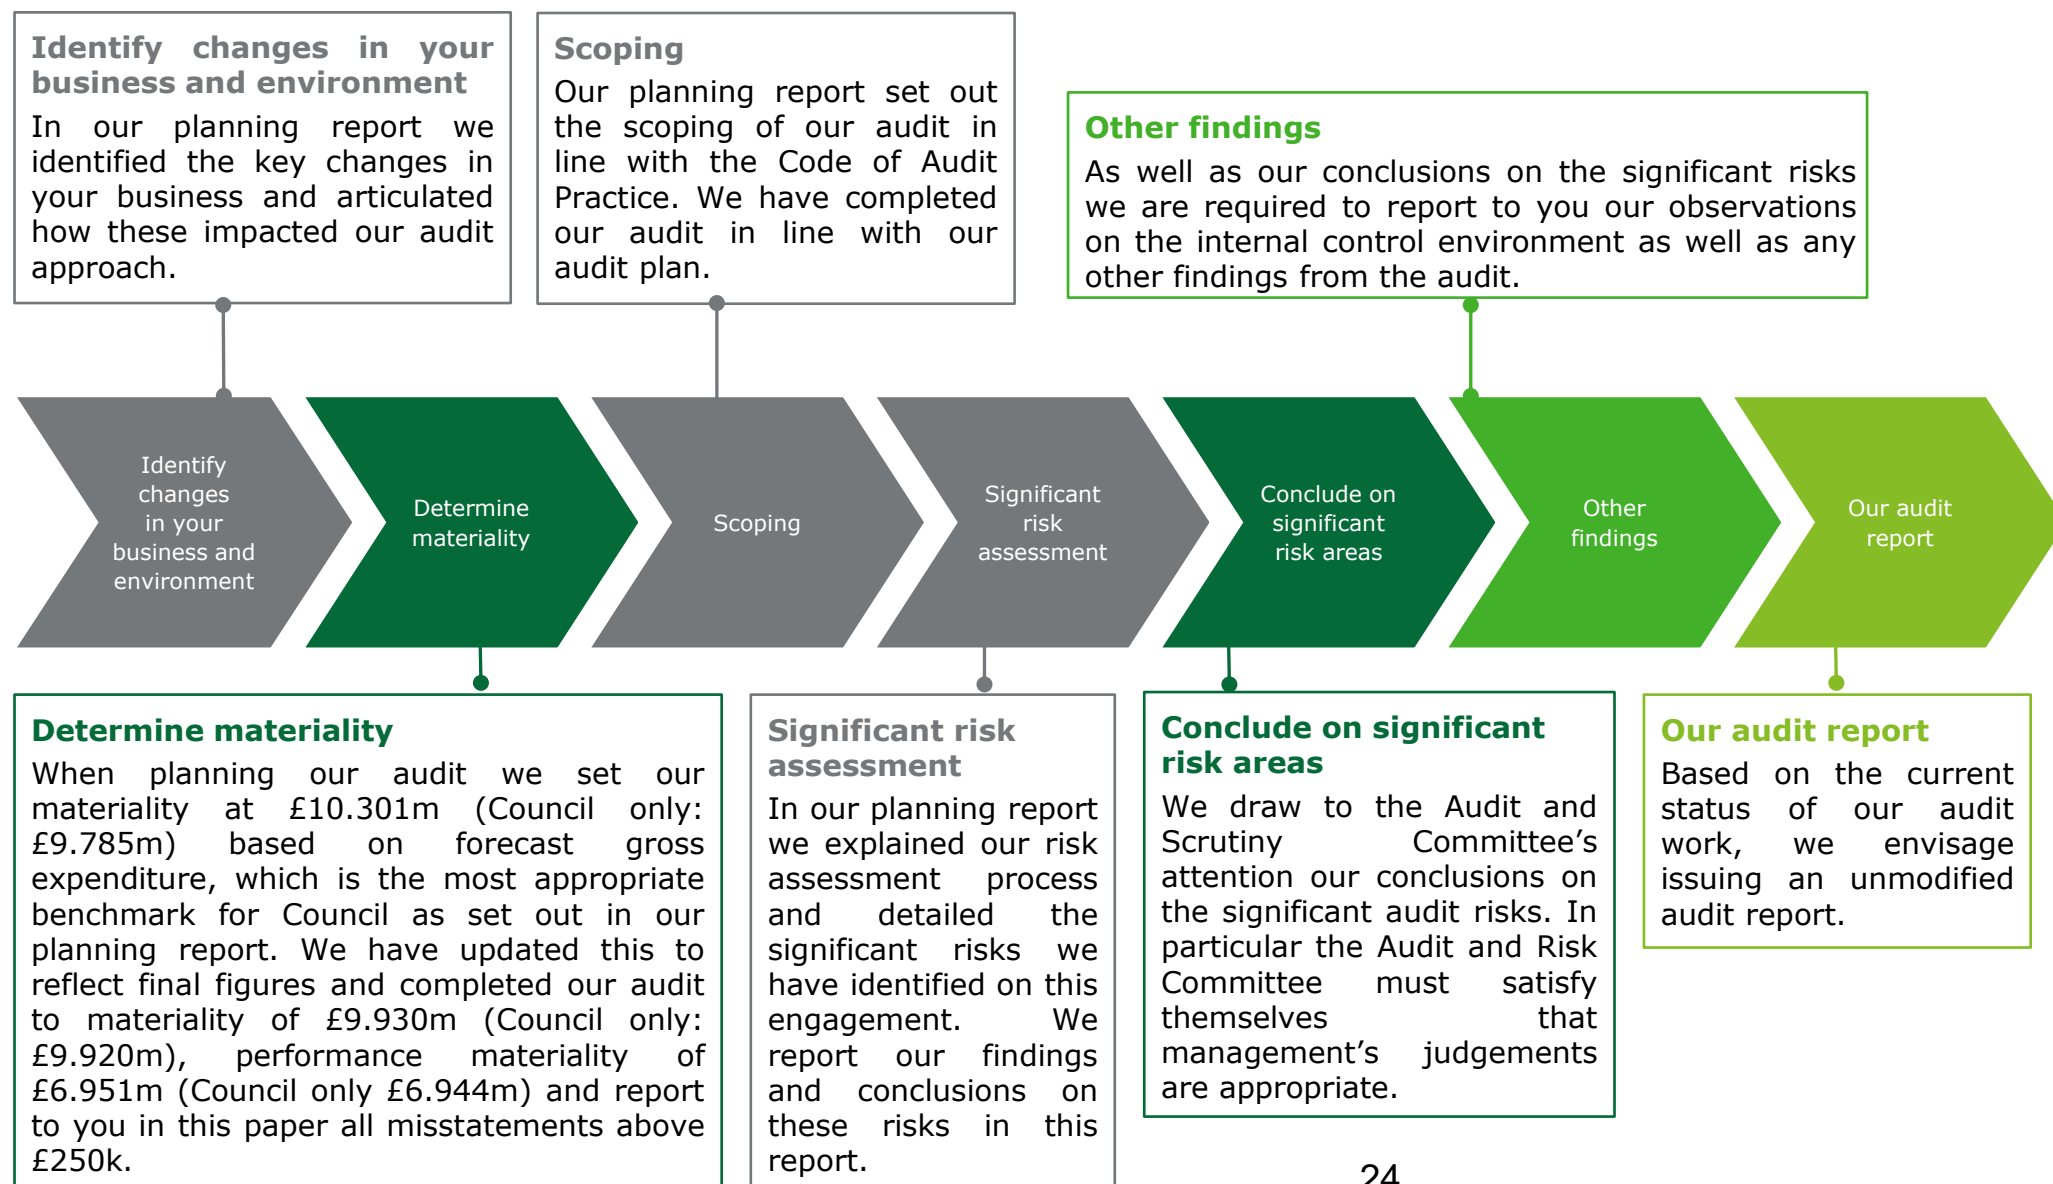 Identify changes in your
business and environment
In our planning report we
identified the key changes in
your business and articulated
how these impacted our audit
approach.
Scoping
Our planning report set out
the scoping of our audit in
line with the Code of Audit
Practice. We have completed
our audit in line with our
audit plan.
Other findings
As well as our conclusions on the significant risks
we are required to report to you our observations
on the internal control environment as well as any
other findings from the audit.
Identify
changes
in your
business and
environment
Determine
materiality
Scoping
Significant
risk
assessment
Conclude on
significant
risk areas
Other
findings
Our audit
report
Determine materiality
When planning our audit we set our
materiality at £10.301m (Council only:
£9.785m) based on forecast gross
expenditure, which is the most appropriate
benchmark for Council as set out in our
planning report. We have updated this to
reflect final figures and completed our audit
to materiality of £9.930m (Council only:
£9.920m), performance materiality of
£6.951m (Council only £6.944m) and report
to you in this paper all misstatements above
£250k.
Significant risk
assessment
In our planning report
we explained our risk
assessment process
and detailed the
significant risks we
have identified on this
engagement. We
report our findings
and conclusions on
these risks in this
report.
Conclude on significant
risk areas
We draw to the Audit and
Scrutiny Committee’s
attention our conclusions on
the significant audit risks. In
particular the Audit and Risk
Committee must satisfy
themselves that
management’s judgements
are appropriate.
Our audit report
Based on the current
status of our audit
work, we envisage
issuing an unmodified
audit report.
24